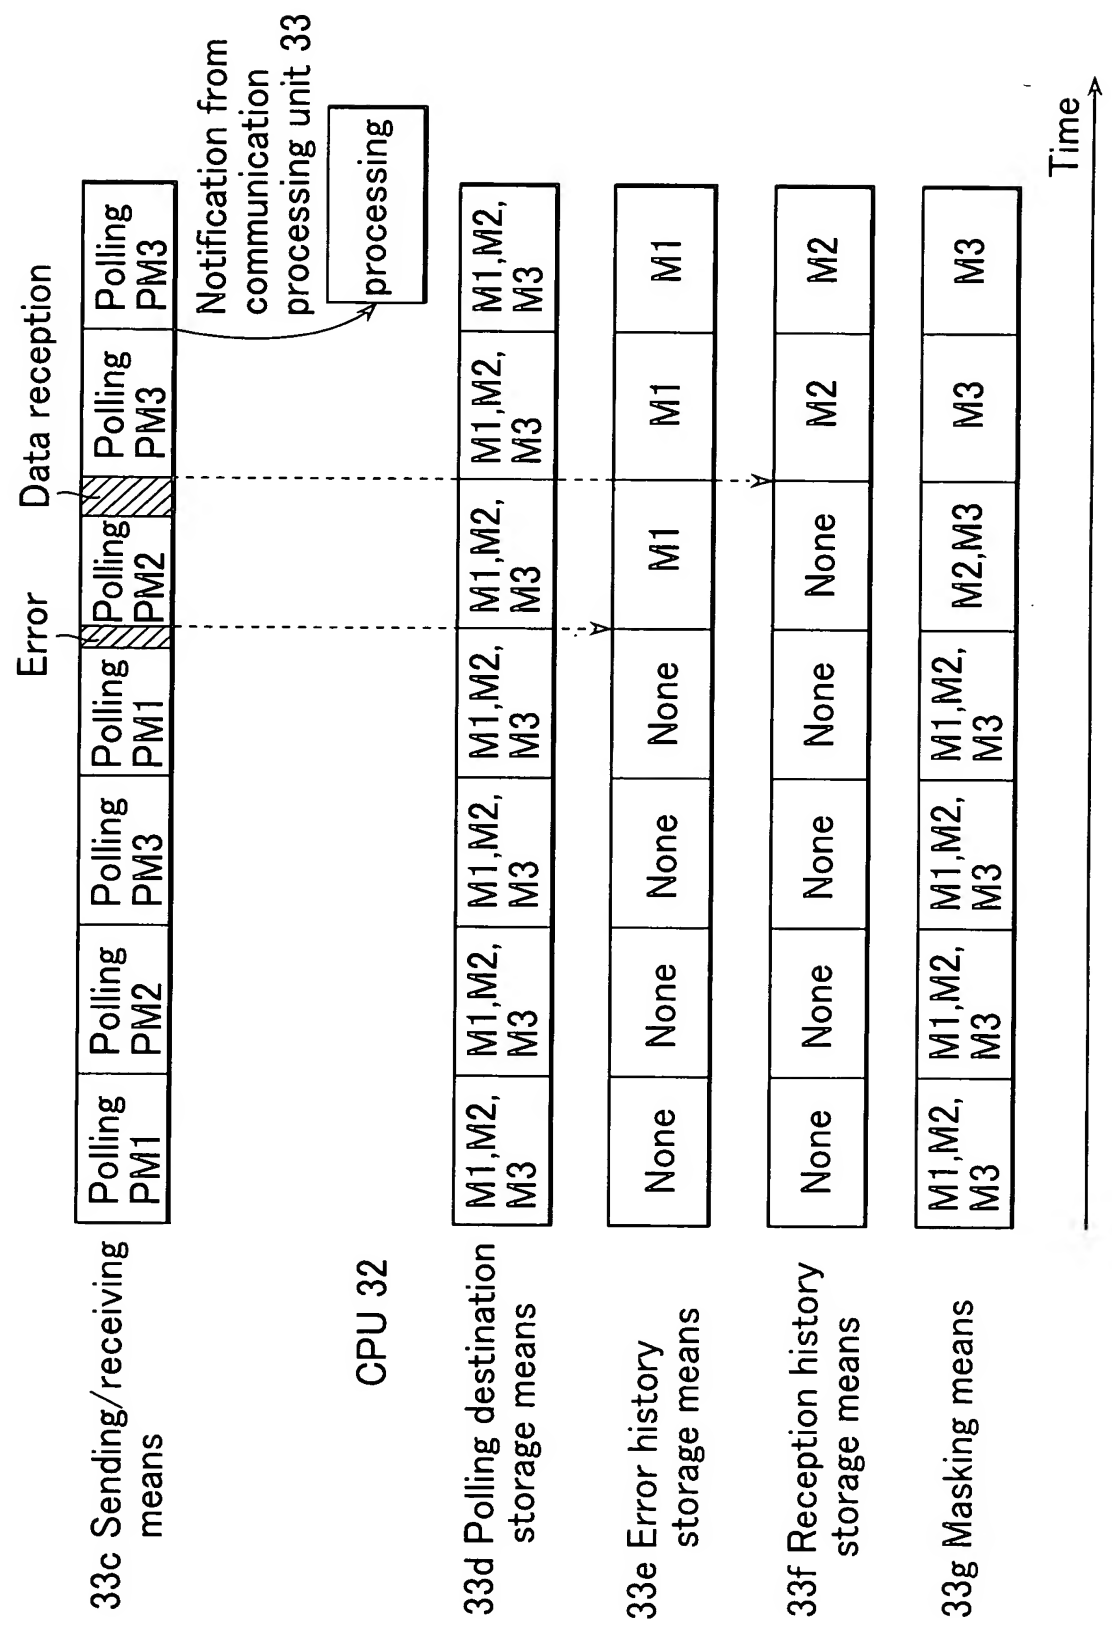 Error
Data reception
33c Sending/receiving
means
Polling
PM1
Polling
PM2
Polling
PM3
Polling
PM1
Polling
PM2
Polling
PM3
Polling
PM3
Notification from
communication
processing unit 33
CPU 32
processing
33d Polling destination
storage means
M1,M2,
M3
M1,M2,
M3
M1,M2,
M3
M1,M2,
M3
M1,M2,
M3
M1,M2,
M3
M1,M2,
M3
33e Error history
storage means
None
None
None
None
M1
M1
M1
33f Reception history
storage means
None
None
None
None
None
M2
M2
33g Masking means
M1,M2,
M3
M1,M2,
M3
M1,M2,
M3
M1,M2,
M3
M2,M3
M3
M3
Time